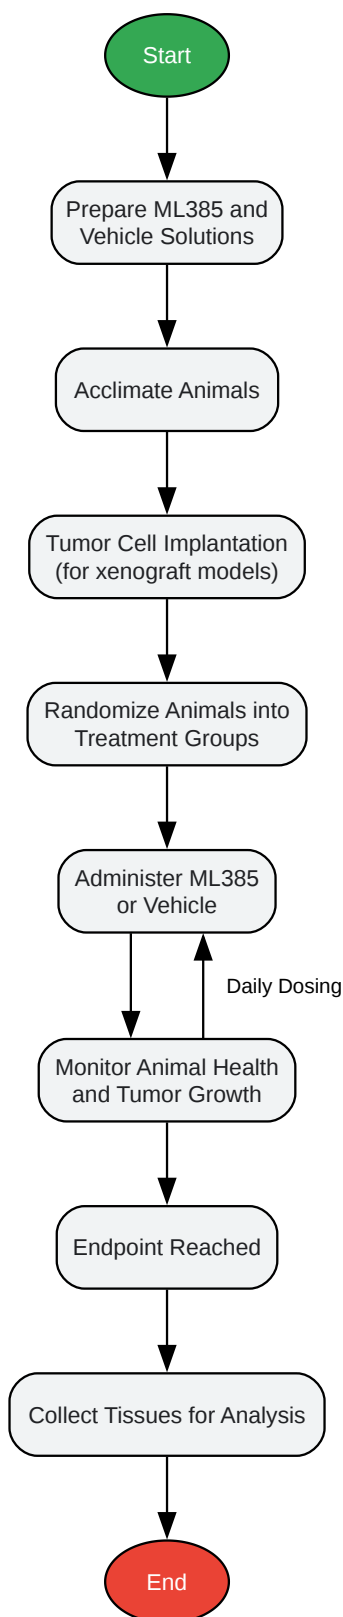 Start
Prepare ML385 and
Vehicle Solutions
Acclimate Animals
Tumor Cell Implantation
(for xenograft models)
Randomize Animals into
Treatment Groups
Administer ML385
or Vehicle
Daily Dosing
Monitor Animal Health
and Tumor Growth
Endpoint Reached
Collect Tissues for Analysis
End